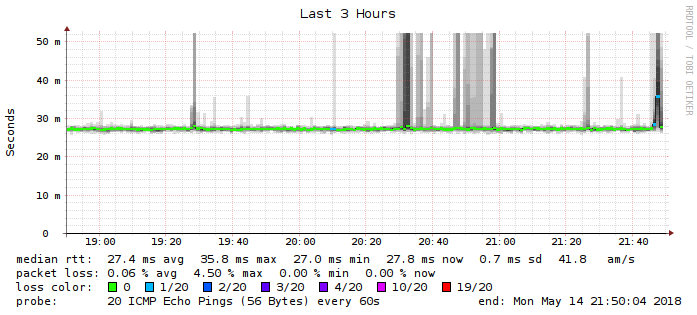 Last 3 Hours
RRDTOOL / TOBI OETIKER
Seconds
50 m
40 m
30 m
20 m
10 m
0
19:00 19:20 19:40 20:00 20:20 20:40 21:00 21:20 21:40
median rtt: 27.4 ms avg 35.8 ms max 27.0 ms min 27.8 ms now 0.7 ms sd 41.8 am/s
packet loss: 0.06 % avg 4.50 % max 0.00 % min 0.00 % now
loss color: 0 1/20 2/20 3/20 4/20 10/20 19/20
probe: 20 ICMP Echo Pings (56 Bytes) every 60s end: Mon May 14 21:50:04 2018